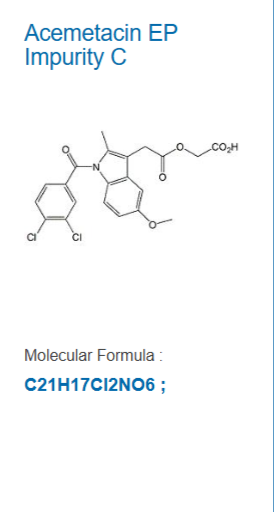 Acemetacin EP
Impurity C
O
N
O
CO₂H
O
Cl
Cl
O
Molecular Formula :
C21H17Cl2NO6 ;